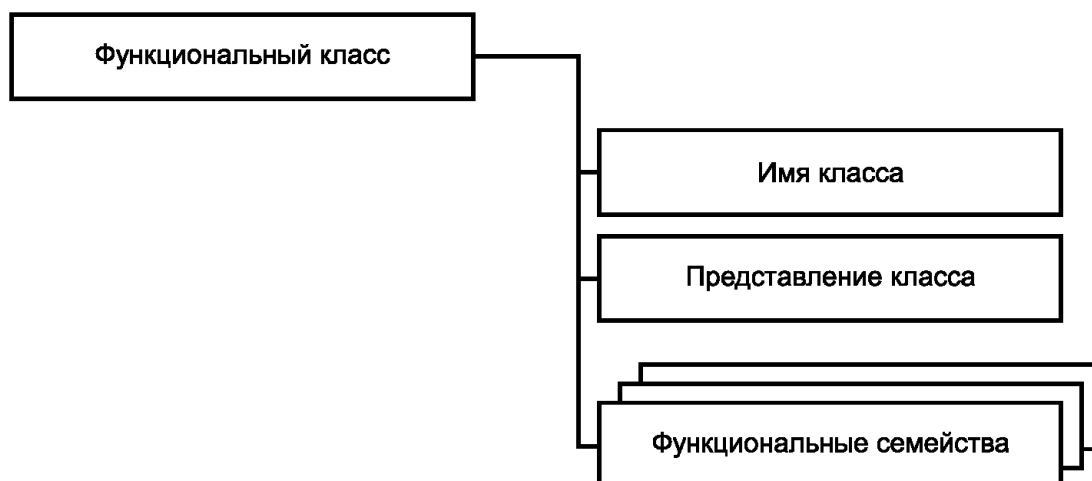 Функциональный класс
Имя класса
Представление класса
Функциональные семейства